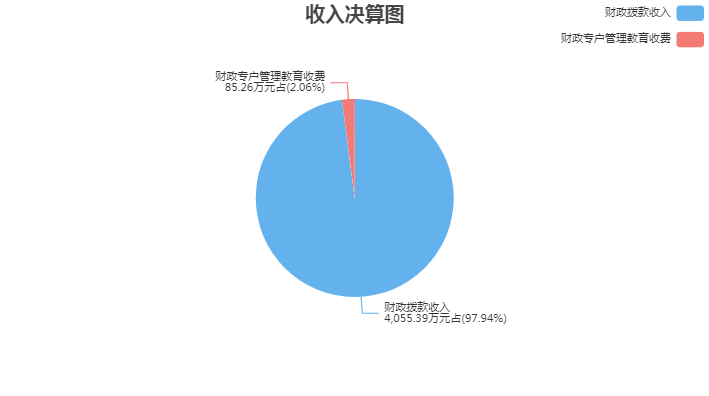 收入决算图
财政拨款收入
财政专户管理教育收费
财政专户管理教育收费
85.26万元占(2.06%)
财政拨款收入
4,055.39万元占(97.94%)